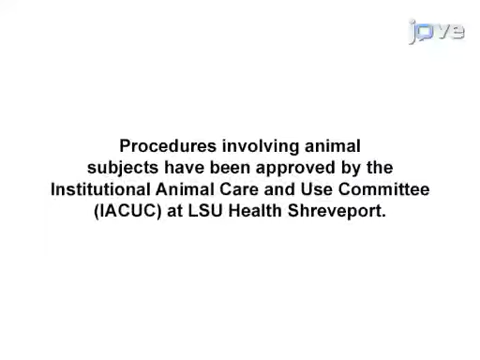 jove
Procedures involving animal
subjects have been approved by the
Institutional Animal Care and Use Committee
(IACUC) at LSU Health Shreveport.